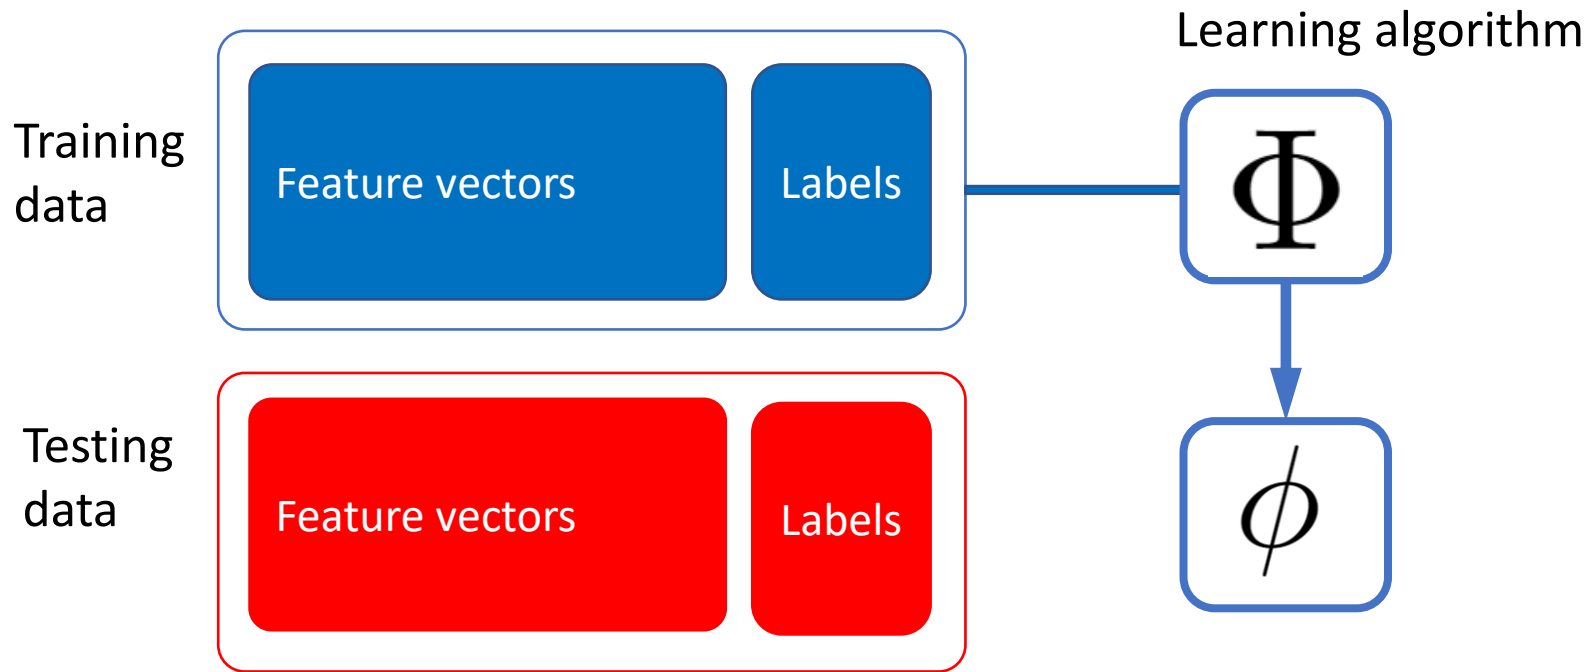 Learning algorithm
Training
data
Feature vectors
Labels
Φ
Testing
data
Feature vectors
Labels
ϕ